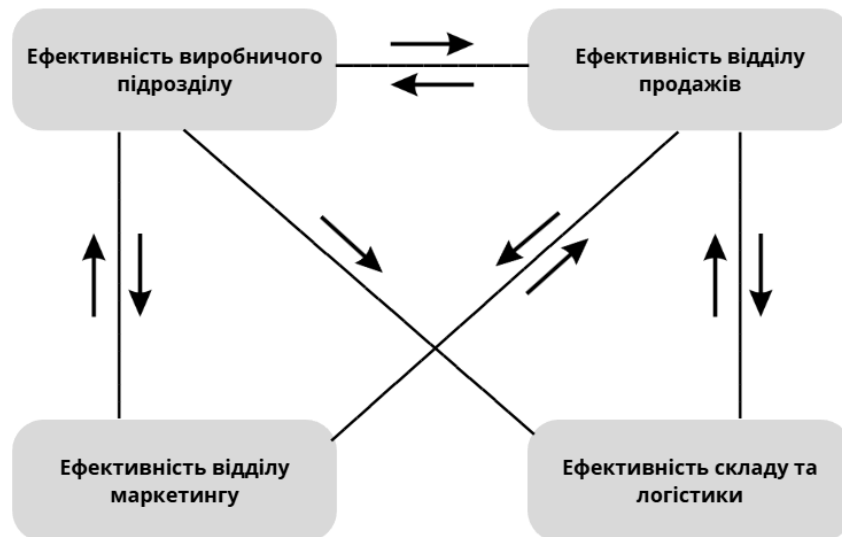 Ефективність виробничого
підрозділу
Ефективність відділу
продажів
Ефективність відділу
маркетингу
Ефективність складу та
логістики